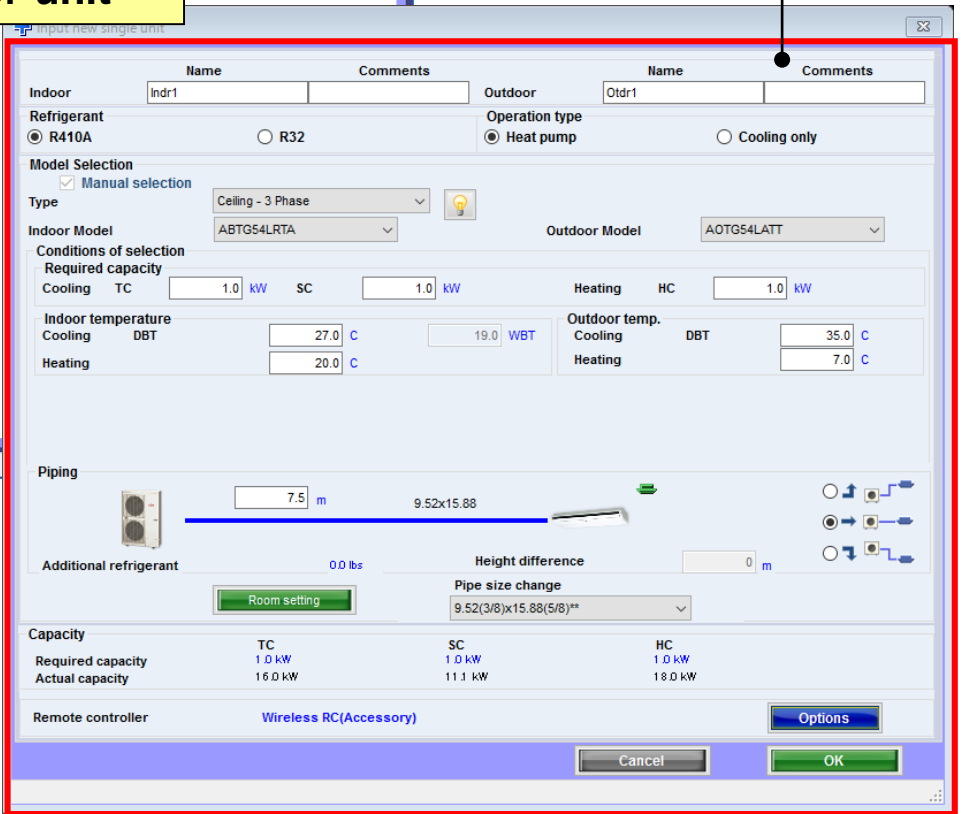 unit
Input new single unit
Name Comments Name Comments
Indoor Indr1 Outdoor Otdr1
Refrigerant Operation type
R410A R32 Heat pump Cooling only
Model Selection
Manual selection
Type Ceiling - 3 Phase
Indoor Model ABTG54LRTA Outdoor Model AOTG54LATT
Conditions of selection
Required capacity
Cooling TC 1.0 kW SC 1.0 kW Heating HC 1.0 kW
Indoor temperature Outdoor temp.
Cooling DBT 27.0 C 19.0 WBT Cooling DBT 35.0 C
Heating 20.0 C Heating 7.0 C
Piping
7.5 m 9.52x15.88
Additional refrigerant 0.0 lbs Height difference 0 m
Pipe size change
Room setting 9.52(3/8)x15.88(5/8)**
Capacity
TC SC HC
Required capacity 1.0 kW 1.0 kW 1.0 kW
Actual capacity 16.0 kW 11.1 kW 18.0 kW
Remote controller Wireless RC(Accessory) Options
Cancel OK